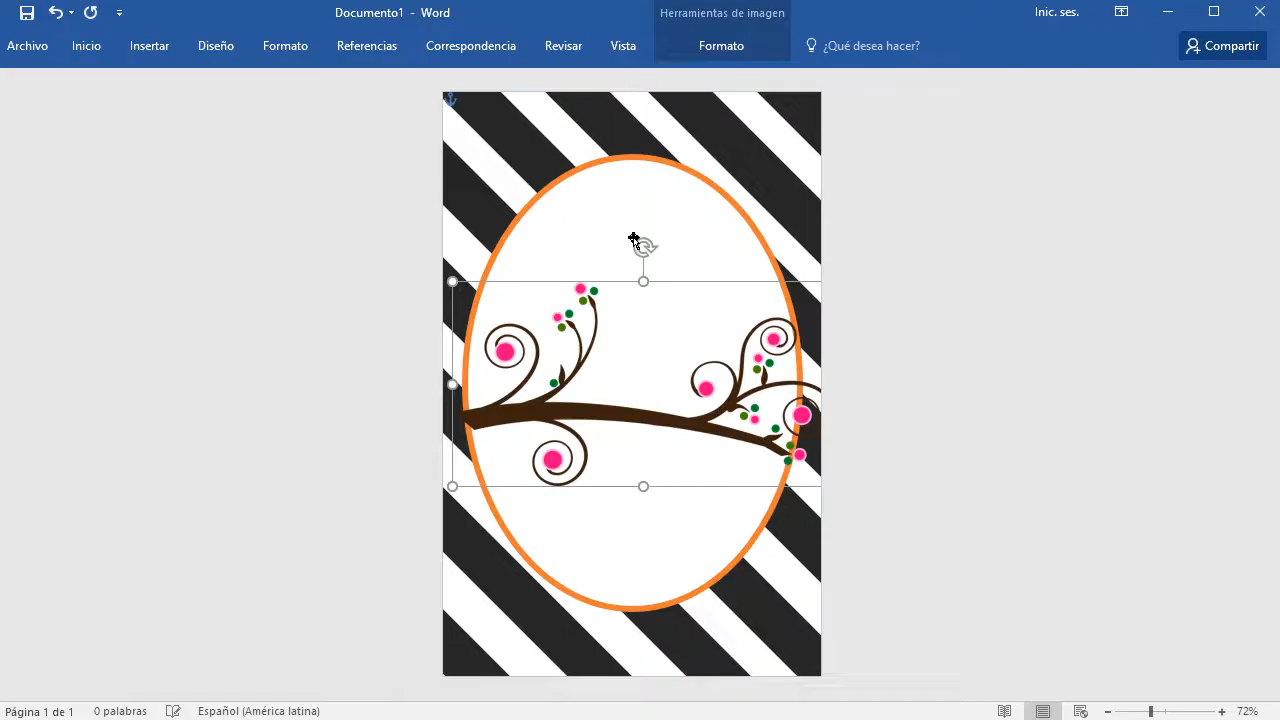 Documento1 - Word
Herramientas de imagen
Inic. ses.
Archivo Inicio Insertar Diseño Formato Referencias Correspondencia Revisar Vista Formato ¿Qué desea hacer? Compartir
Página 1 de 1 0 palabras Español (América latina) 72%